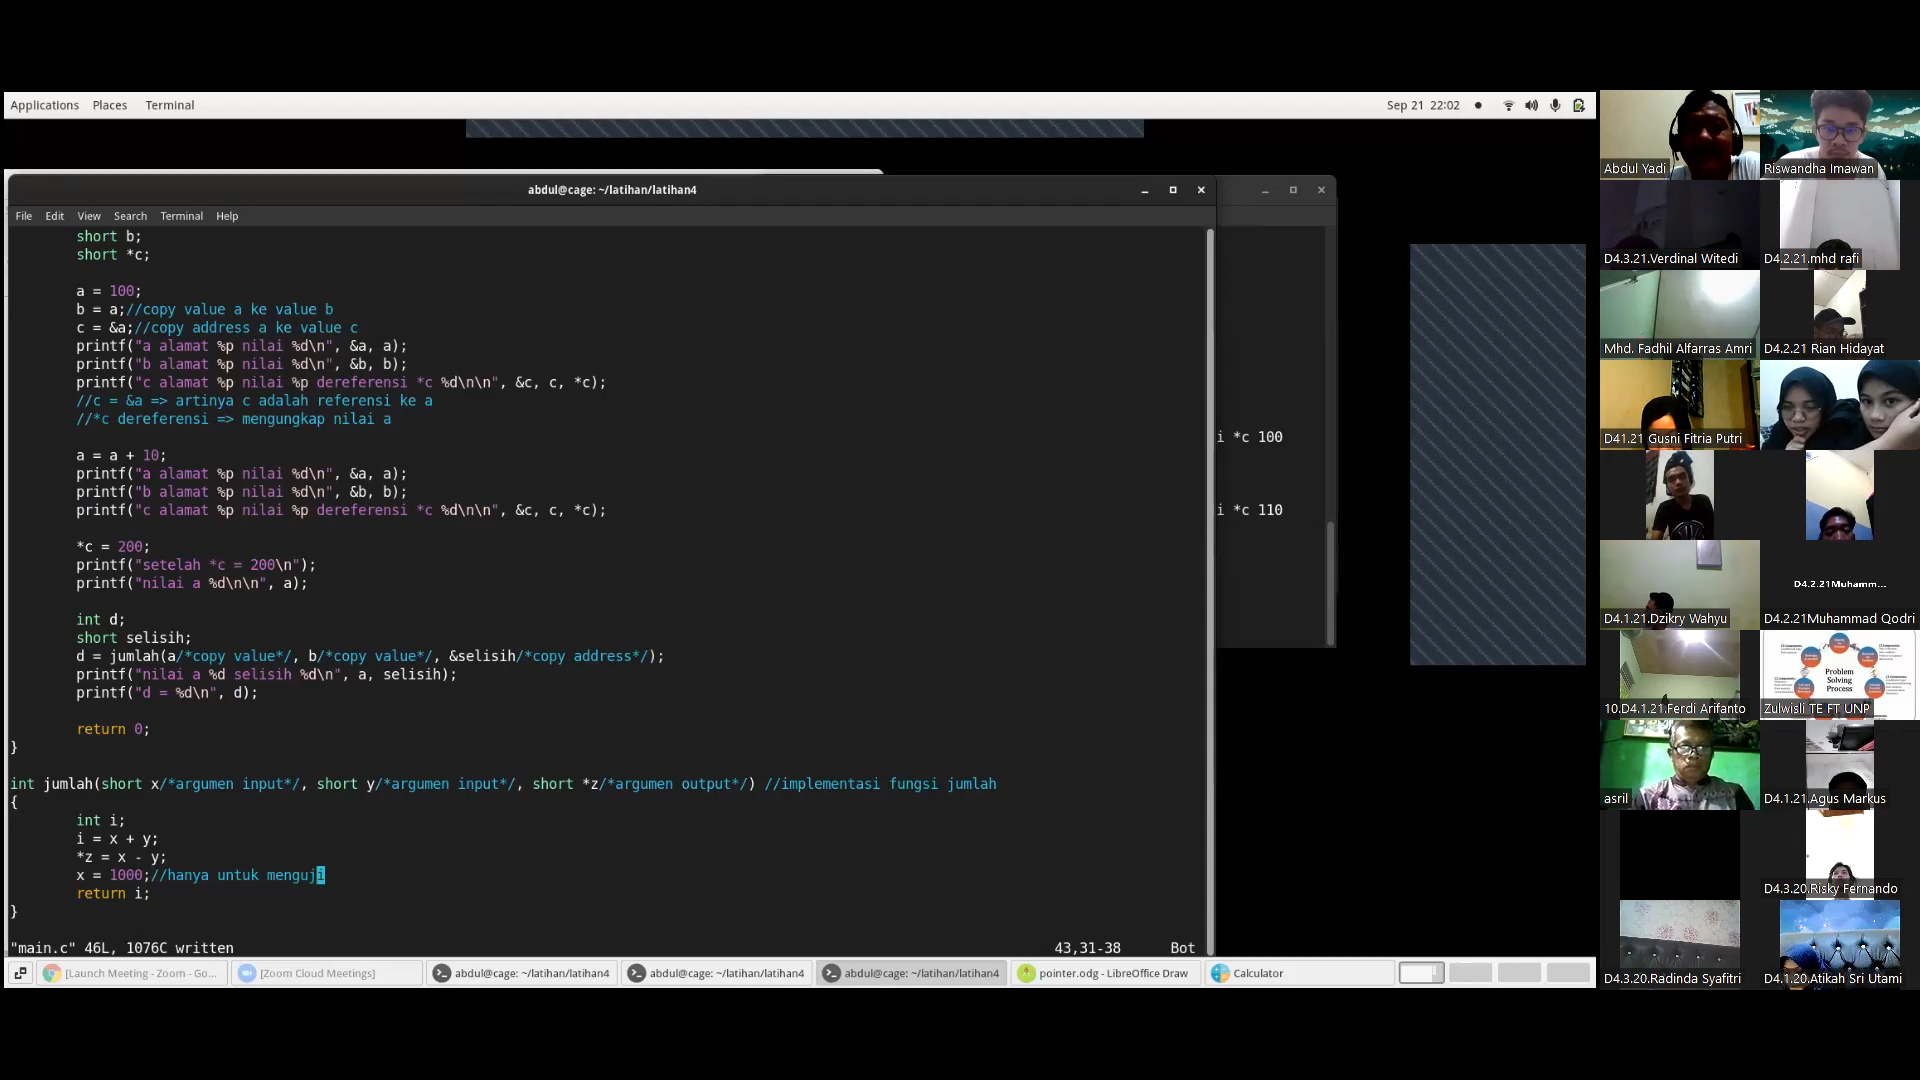 Applications Places Terminal
Sep 21 22:02
abdul@cage: ~/latihan/latihan4
File Edit View Search Terminal Help
short b;
short *c;
a = 100;
b = a;//copy value a ke value b
c = &a;//copy address a ke value c
printf("a alamat %p nilai %d\n", &a, a);
printf("b alamat %p nilai %d\n", &b, b);
printf("c alamat %p nilai %p dereferensi *c %d\n\n", &c, c, *c);
//c = &a => artinya c adalah referensi ke a
//*c dereferensi => mengungkap nilai a
a = a + 10;
printf("a alamat %p nilai %d\n", &a, a);
printf("b alamat %p nilai %d\n", &b, b);
printf("c alamat %p nilai %p dereferensi *c %d\n\n", &c, c, *c);
*c = 200;
printf("setelah *c = 200\n");
printf("nilai a %d\n\n", a);
int d;
short selisih;
d = jumlah(a/*copy value*/, b/*copy value*/, &selisih/*copy address*/);
printf("nilai a %d selisih %d\n", a, selisih);
printf("d = %d\n", d);
return 0;
}
int jumlah(short x/*argumen input*/, short y/*argumen input*/, short *z/*argumen output*/) //implementasi fungsi jumlah
{
int i;
i = x + y;
*z = x - y;
x = 1000;//hanya untuk menguji
return i;
}
"main.c" 46L, 1076C written
43,31-38
Bot
i *c 100
i *c 110
[Launch Meeting - Zoom - Go...
[Zoom Cloud Meetings]
abdul@cage: ~/latihan/latihan4
abdul@cage: ~/latihan/latihan4
abdul@cage: ~/latihan/latihan4
pointer.odg - LibreOffice Draw
Calculator
Abdul Yadi
Riswandha Imawan
D4.3.21.Verdinal Witedi
D4.2.21.mhd rafi
Mhd. Fadhil Alfarras Amri
D4.2.21 Rian Hidayat
D41.21 Gusni Fitria Putri
D4.1.21.Dzikry Wahyu
D4.2.21Muhamm...
D4.2.21Muhammad Qodri
10.D4.1.21.Ferdi Arifanto
Problem
Solving
Process
Zulwisli TE FT UNP
asril
D4.1.21.Agus Markus
D4.3.20.Risky Fernando
D4.3.20.Radinda Syafitri
D4.1.20.Atikah Sri Utami